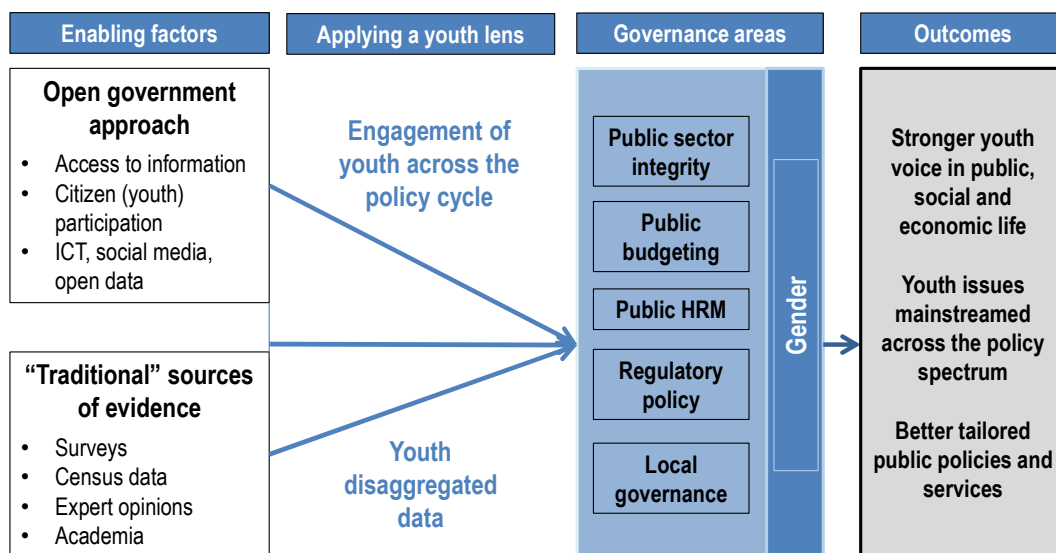 Enabling factors
Applying a youth lens
Governance areas
Outcomes
Open government
approach
• Access to information
• Citizen (youth)
participation
• ICT, social media,
open data
“Traditional” sources
of evidence
• Surveys
• Census data
• Expert opinions
• Academia
Engagement of
youth across the
policy cycle
Youth
disaggregated
data
Public sector
integrity
Public
budgeting
Public HRM
Regulatory
policy
Local
governance
Gender
Stronger youth
voice in public,
social and
economic life
Youth issues
mainstreamed
across the policy
spectrum
Better tailored
public policies and
services